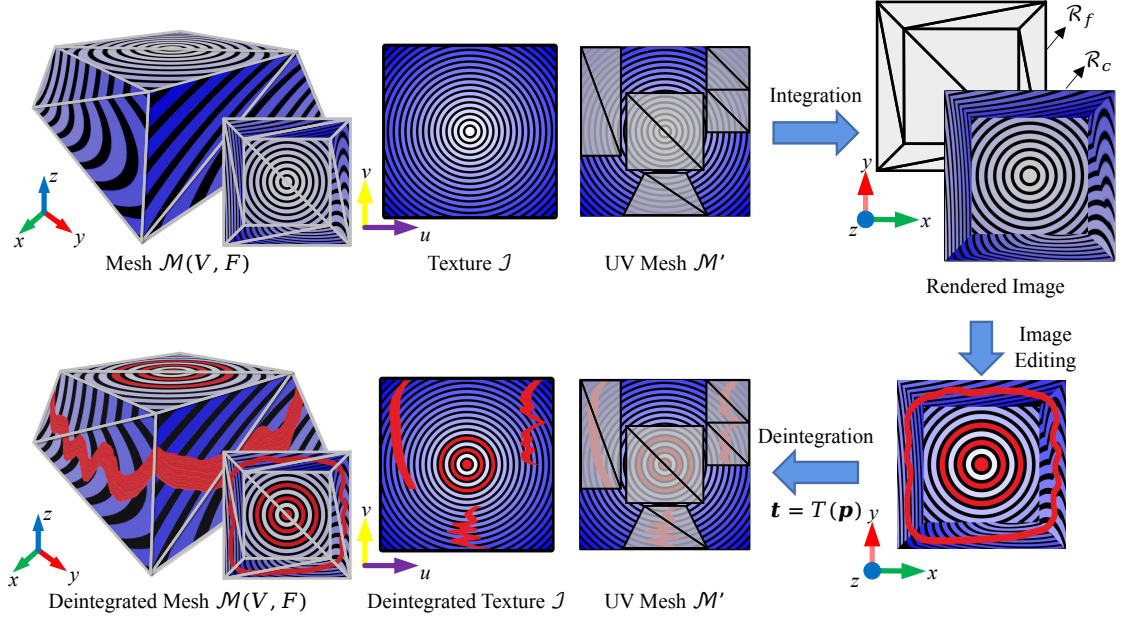 Integration
ℛ_f
ℛ_c
z
x
y
v
u
y
x
z
Mesh ℳ(V, F)
Texture ℐ
UV Mesh ℳ'
Rendered Image
Image
Editing
Deintegration
t = T(p)
z
x
y
v
u
y
x
z
Deintegrated Mesh ℳ(V, F)
Deintegrated Texture ℐ
UV Mesh ℳ'